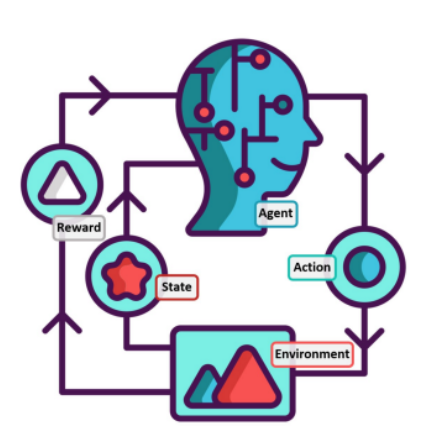 Reward
Agent
State
Action
Environment